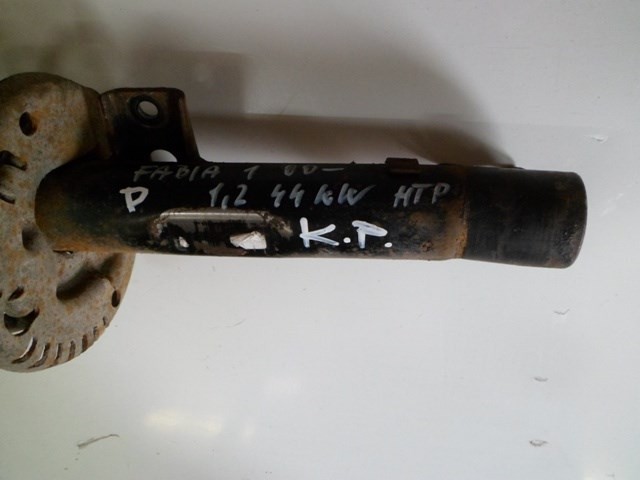 FABIA 1 00-
P 1,2 44 kW HTP
K.P.